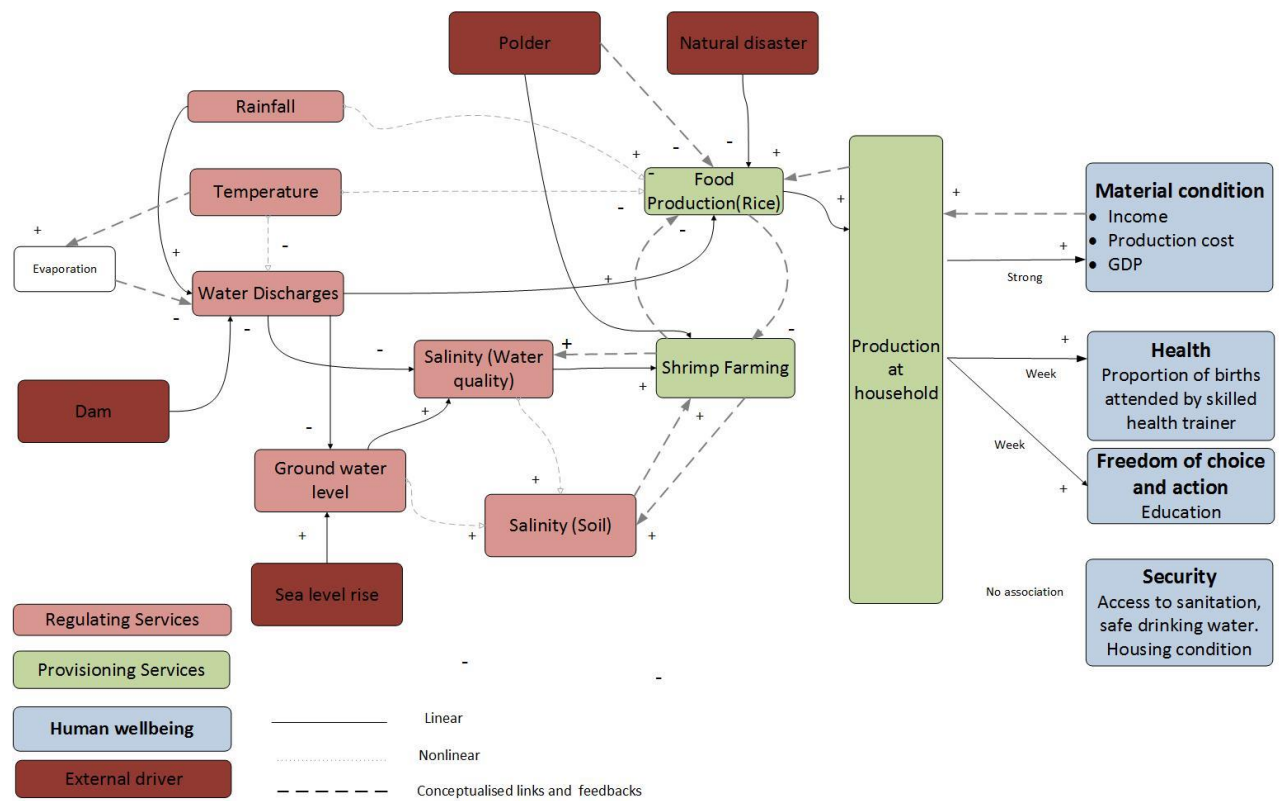 Polder
Natural disaster
Rainfall
+
-
-
+
Food
Production(Rice)
-
Temperature
+
+
Material condition
• Income
• Production cost
• GDP
+
Strong
+
Evaporation
+
-
-
-
Water Discharges
-
-
+
Production
at
household
Salinity (Water
quality)
-
+
+
Shrimp Farming
-
+
Health
Proportion of births
attended by skilled
health trainer
+
Week
Dam
-
+
+
Week
Freedom of choice
and action
Education
+
Ground water
level
+
Salinity (Soil)
+
+
+
Sea level rise
No association
Security
Access to sanitation,
safe drinking water.
Housing condition
Regulating Services
Provisioning Services
-
-
Human wellbeing
Linear
Nonlinear
External driver
Conceptualised links and feedbacks